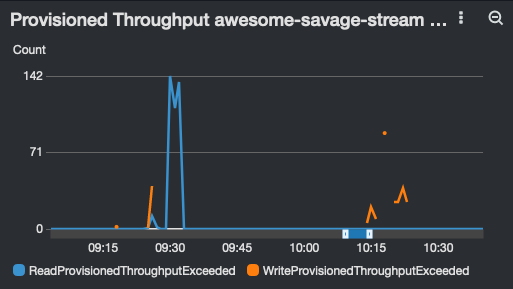 Provisioned Throughput awesome-savage-stream ...
Count
142
71
0
09:15 09:30 09:45 10:00 10:15 10:30
ReadProvisionedThroughputExceeded WriteProvisionedThroughputExceeded